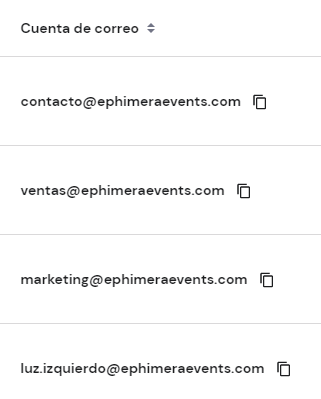 Cuenta de correo
contacto@ephimeraevents.com
ventas@ephimeraevents.com
marketing@ephimeraevents.com
luz.izquierdo@ephimeraevents.com